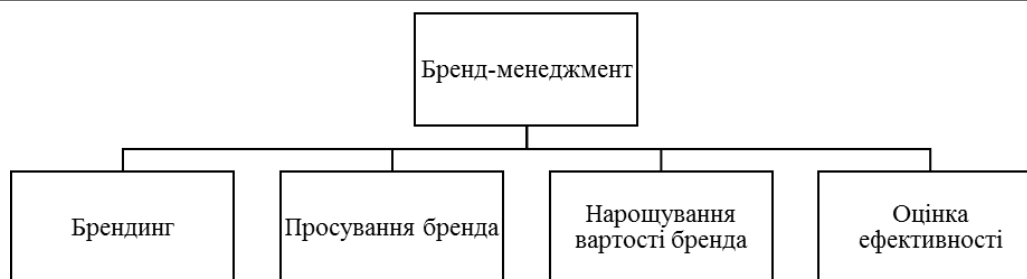 Бренд-менеджмент
Брендинг
Просування бренда
Нарощування
вартості бренда
Оцінка
ефективності